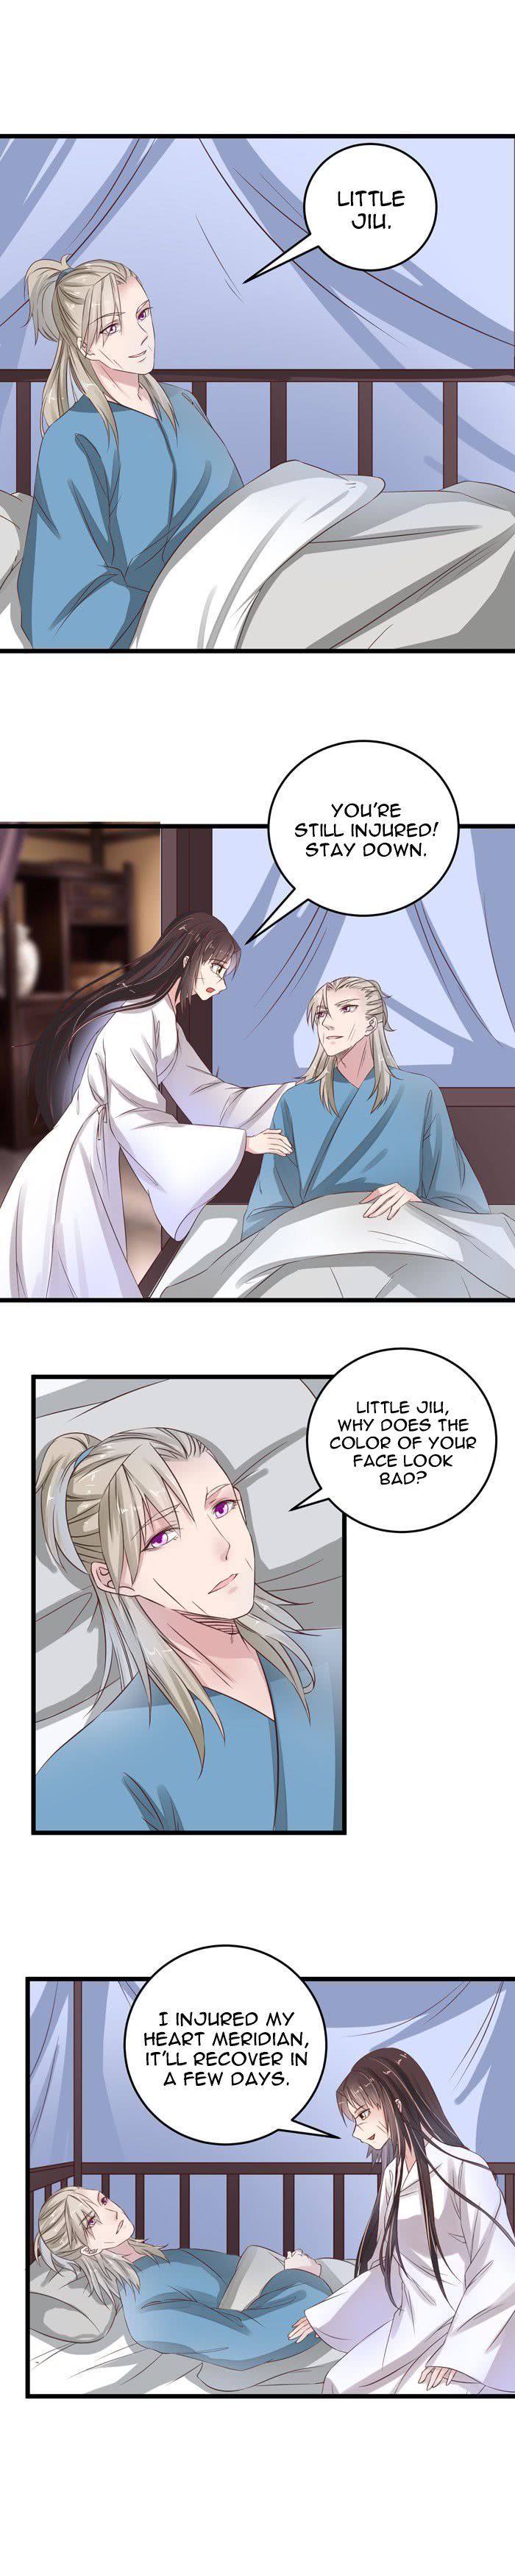 LITTLE
JIU.
YOU'RE
STILL INJURED!
STAY DOWN.
LITTLE JIU,
WHY DOES THE
COLOR OF YOUR
FACE LOOK
BAD?
I INJURED MY
HEART MERIDIAN,
IT'LL RECOVER IN
A FEW DAYS.